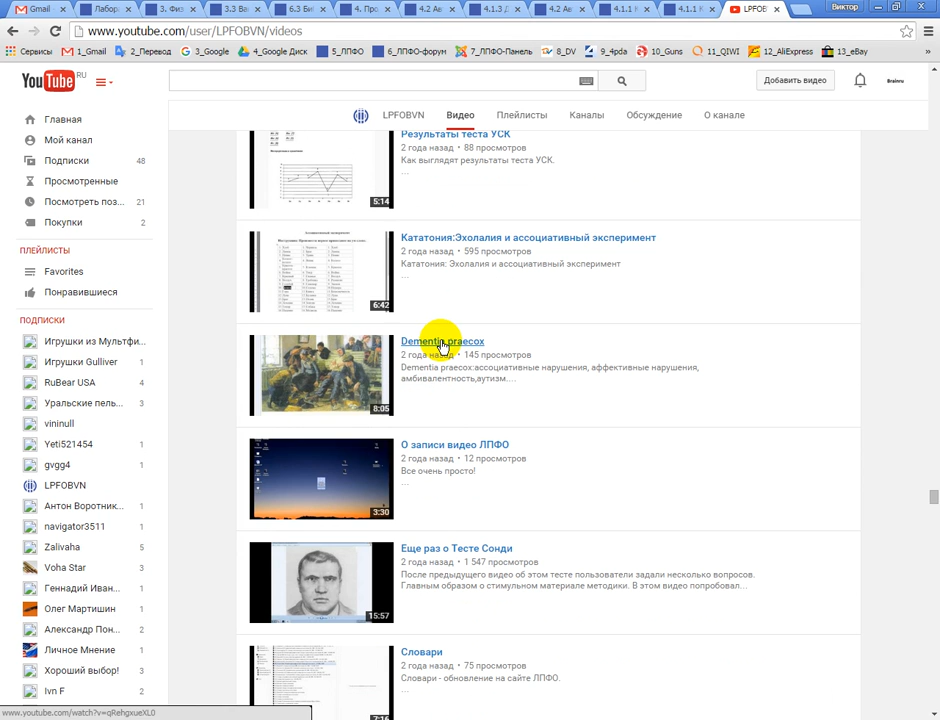 Gmail
Лабор
3. Физ
3.3 Ва
6.3 Би
4. Про
4.2 Ав
4.1.3 Д
4.2 Ав
4.1.1 К
4.1.1 К
LPFOB
Виктор
www.youtube.com/user/LPFOBVN/videos
Сервисы
1_Gmail
2_Перевод
3_Google
4_Google Диск
5_ЛПФО
6_ЛПФО-форум
7_ЛПФО-Панель
8_DV
9_4pda
10_Guns
11_QIWI
12_AliExpress
13_eBay
»
YouTube RU
Добавить видео
Brainru
LPFOBVN
Видео
Плейлисты
Каналы
Обсуждение
О канале
Главная
Мой канал
Подписки 48
Просмотренные
Посмотреть поз... 21
Покупки 2
ПЛЕЙЛИСТЫ
Favorites
Понравившиеся
ПОДПИСКИ
Игрушки из Мультфи...
Игрушки Gulliver 1
RuBear USA 4
Уральские пель... 3
vininull
Yeti521454 1
gvgg4 1
LPFOBVN
Антон Воротник... 1
navigator3511 1
Zalivaha 5
Voha Star 3
Геннадий Иван... 1
Олег Мартишин 1
Александр Пон... 2
Личное Мнение 1
Хороший выбор! 3
Ivn F 2
Результаты теста УСК
2 года назад • 88 просмотров
Как выглядят результаты теста УСК.
...
5:14
Кататония:Эхолалия и ассоциативный эксперимент
2 года назад • 595 просмотров
Кататония: Эхолалия и ассоциативный эксперимент
...
6:42
Dementia praecox
2 года назад • 145 просмотров
Dementia praecox:ассоциативные нарушения, аффективные нарушения,
амбивалентность,аутизм....
8:05
О записи видео ЛПФО
2 года назад • 12 просмотров
Все очень просто!
...
3:30
Еще раз о Тесте Сонди
2 года назад • 1 547 просмотров
После предыдущего видео об этом тесте пользователи задали несколько вопросов.
Главным образом о стимульном материале методики. В этом видео попробовал...
15:57
Словари
2 года назад • 75 просмотров
Словари - обновление на сайте ЛПФО.
...
7:16
www.youtube.com/watch?v=qRehgxueXL0